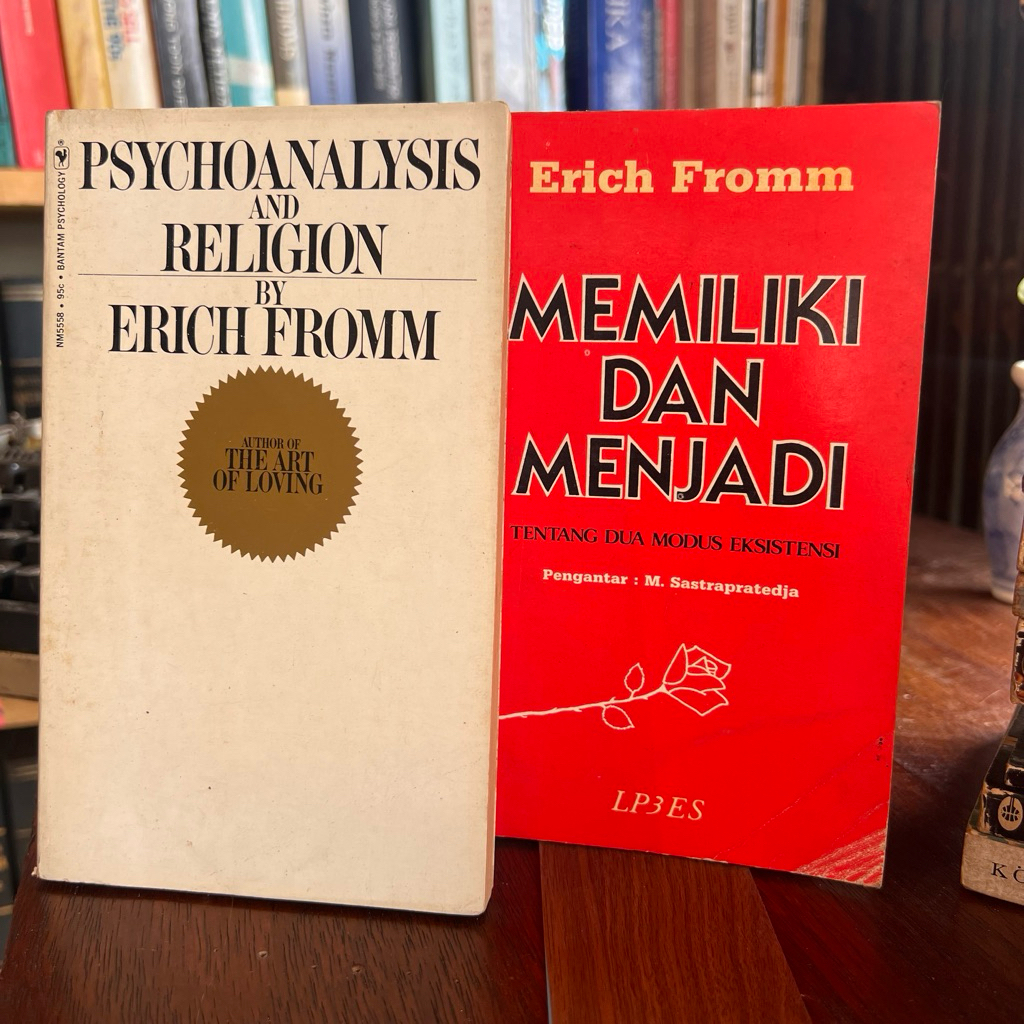 PSYCHOANALYSIS
AND
RELIGION
BY
ERICH FROMM
AUTHOR OF
THE ART
OF LOVING
NM5558 • 95c • BANTAM PSYCHOLOGY
®
Erich Fromm
MEMILIKI
DAN
MENJADI
TENTANG DUA MODUS EKSISTENSI
Pengantar : M. Sastrapratedja
LP3ES